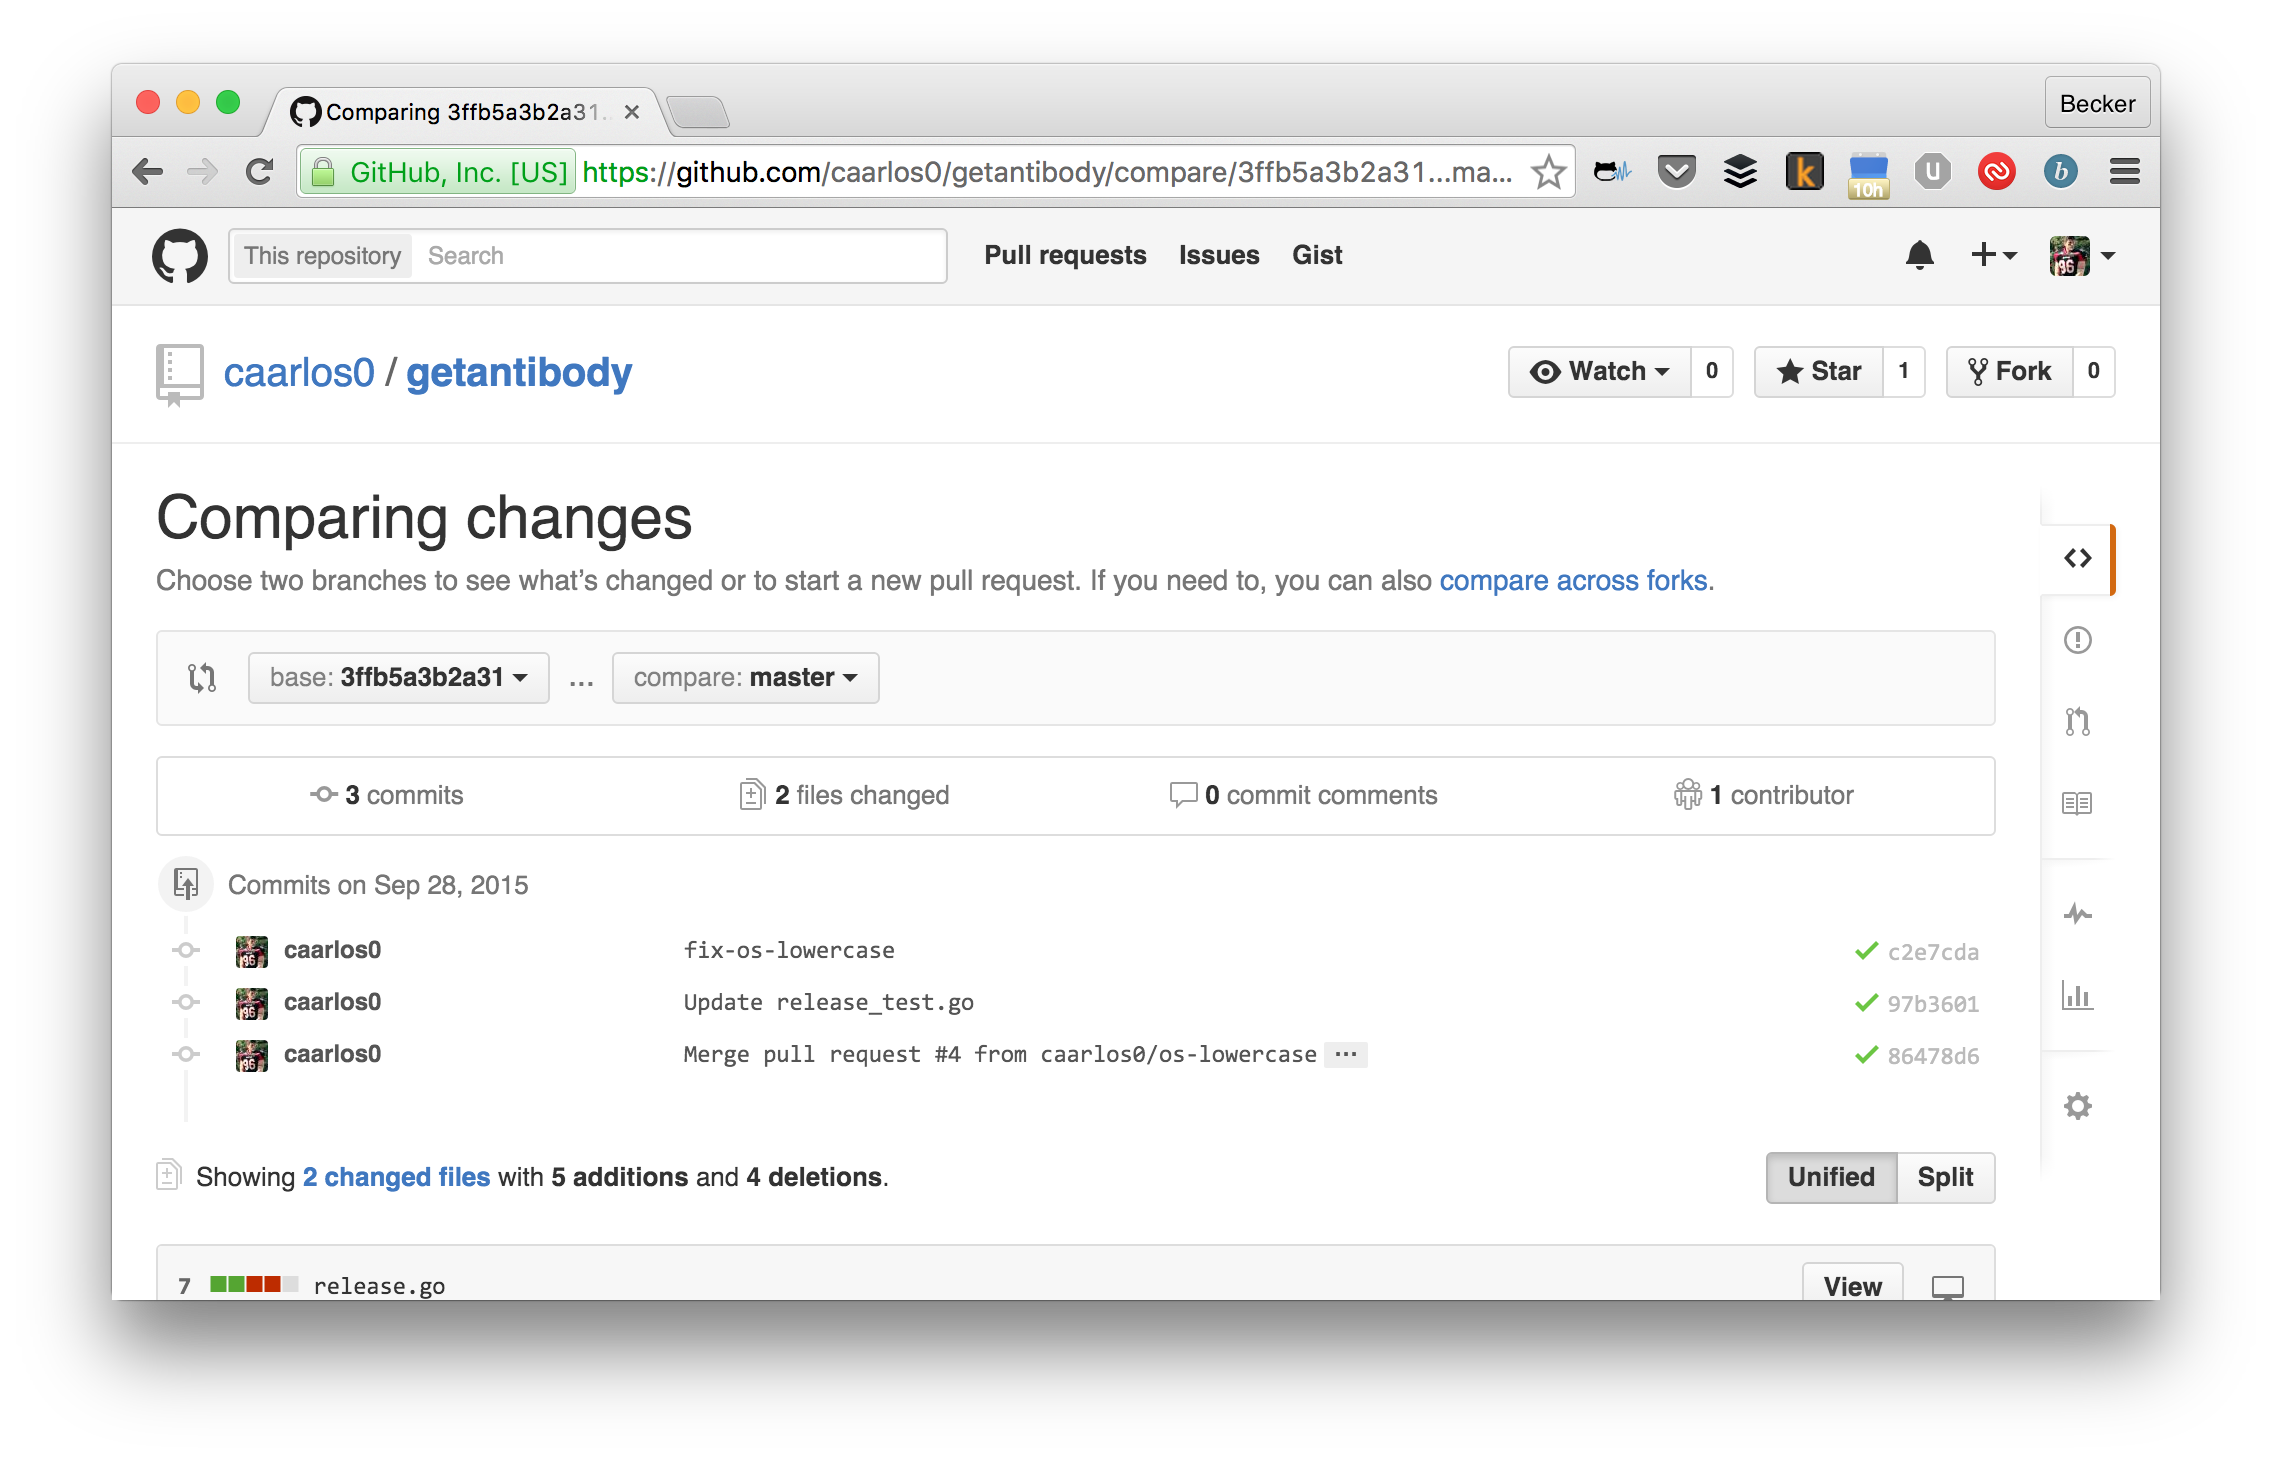 Comparing 3ffb5a3b2a31..
Becker
GitHub, Inc. [US] https://github.com/caarlos0/getantibody/compare/3ffb5a3b2a31...ma...
k 10h U b
This repository Search Pull requests Issues Gist
caarlos0 / getantibody Watch 0 Star 1 Fork 0
Comparing changes
Choose two branches to see what’s changed or to start a new pull request. If you need to, you can also compare across forks.
base: 3ffb5a3b2a31 ... compare: master
3 commits 2 files changed 0 commit comments 1 contributor
Commits on Sep 28, 2015
caarlos0 fix-os-lowercase c2e7cda
caarlos0 Update release_test.go 97b3601
caarlos0 Merge pull request #4 from caarlos0/os-lowercase ... 86478d6
Showing 2 changed files with 5 additions and 4 deletions. Unified Split
7 release.go View